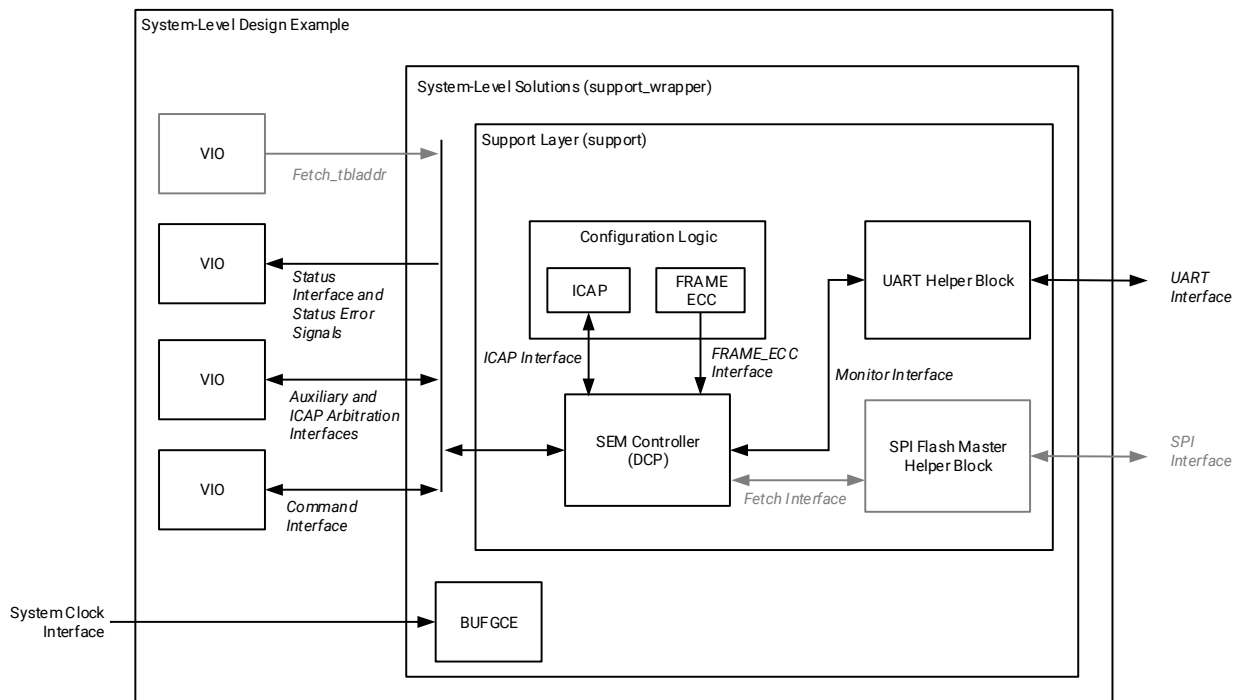 System-Level Design Example
System-Level Solutions (support_wrapper)
Support Layer (support)
VIO
Fetch_tbladdr
VIO
Status
Interface and
Status Error
Signals
VIO
Auxiliary and
ICAP Arbitration
Interfaces
VIO
Command
Interface
Configuration Logic
ICAP
FRAME
ECC
ICAP Interface
FRAME_ECC
Interface
SEM Controller
(DCP)
UART Helper Block
Monitor Interface
SPI Flash Master
Helper Block
Fetch Interface
UART
Interface
SPI
Interface
System Clock
Interface
BUFGCE